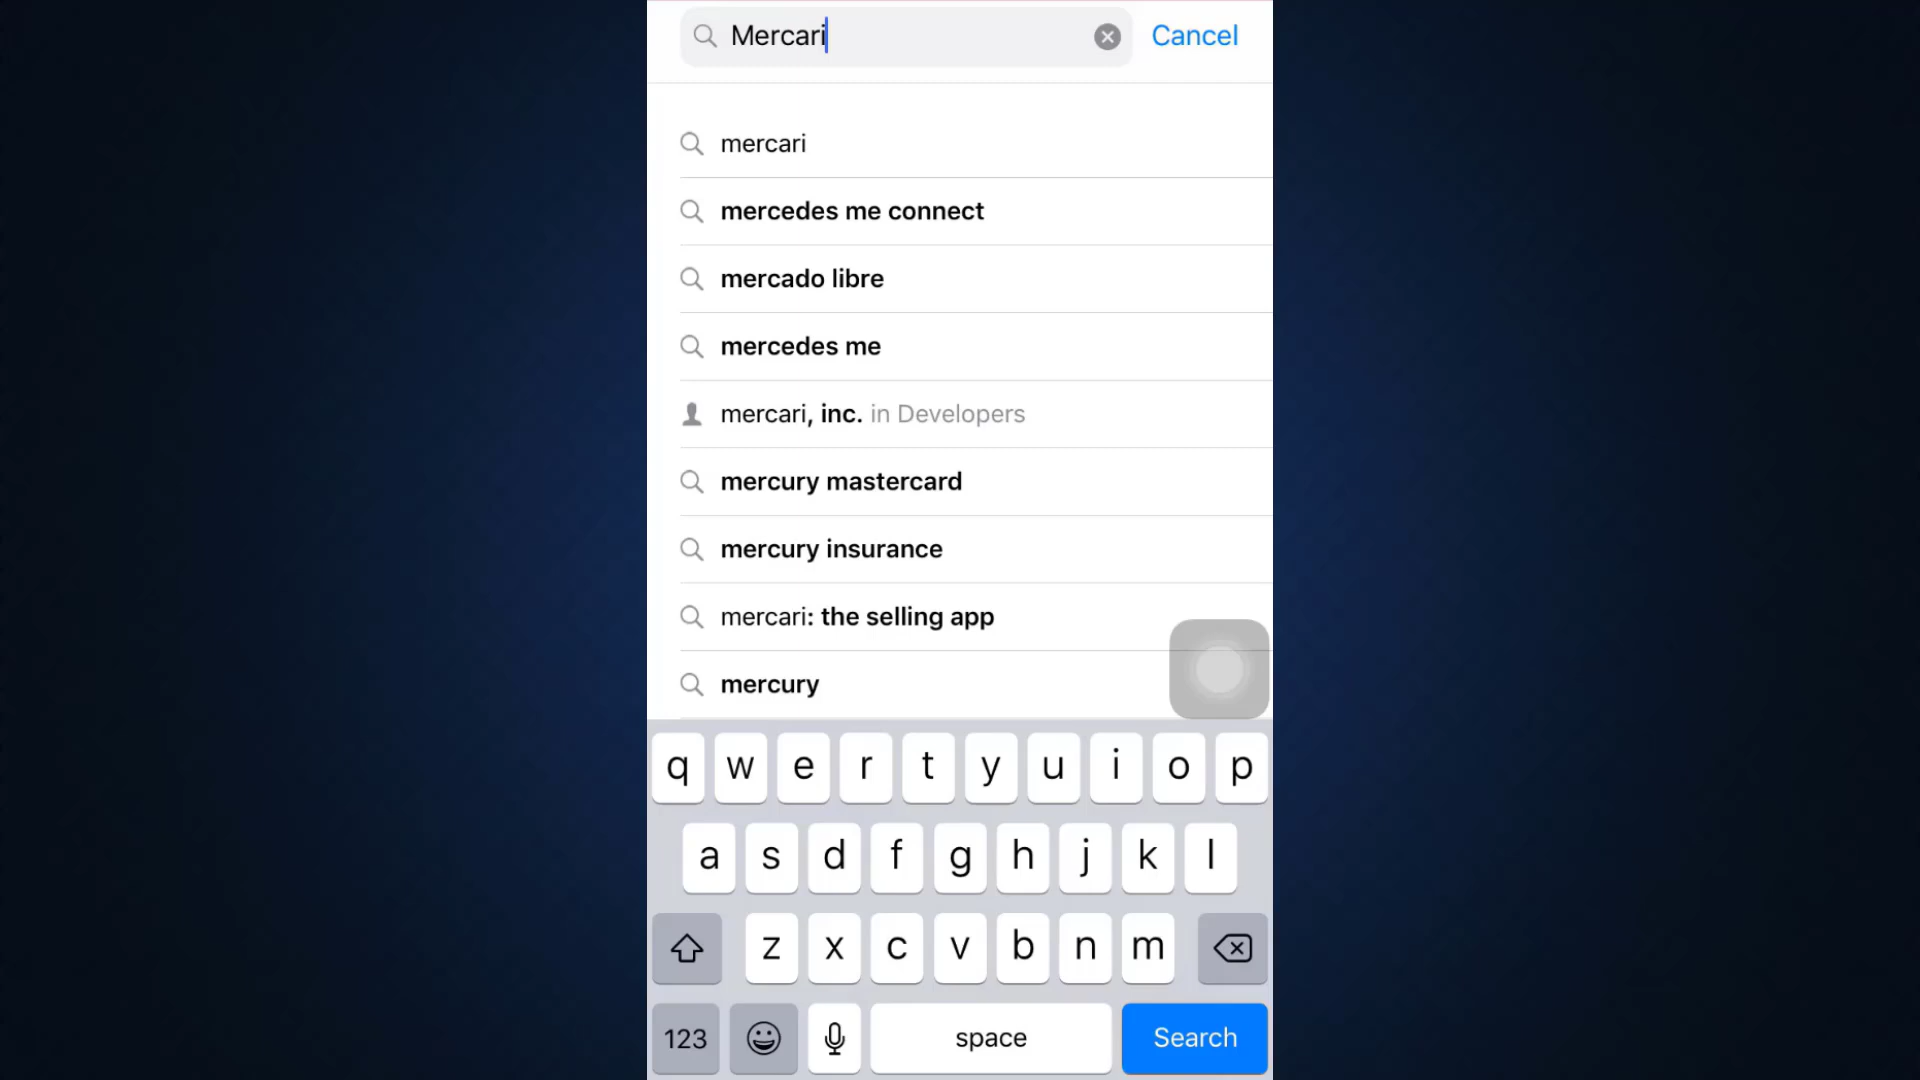 Mercari Cancel
mercari
mercedes me connect
mercado libre
mercedes me
mercari, inc. in Developers
mercury mastercard
mercury insurance
mercari: the selling app
mercury
q w e r t y u i o p
a s d f g h j k l
z x c v b n m
123 space Search